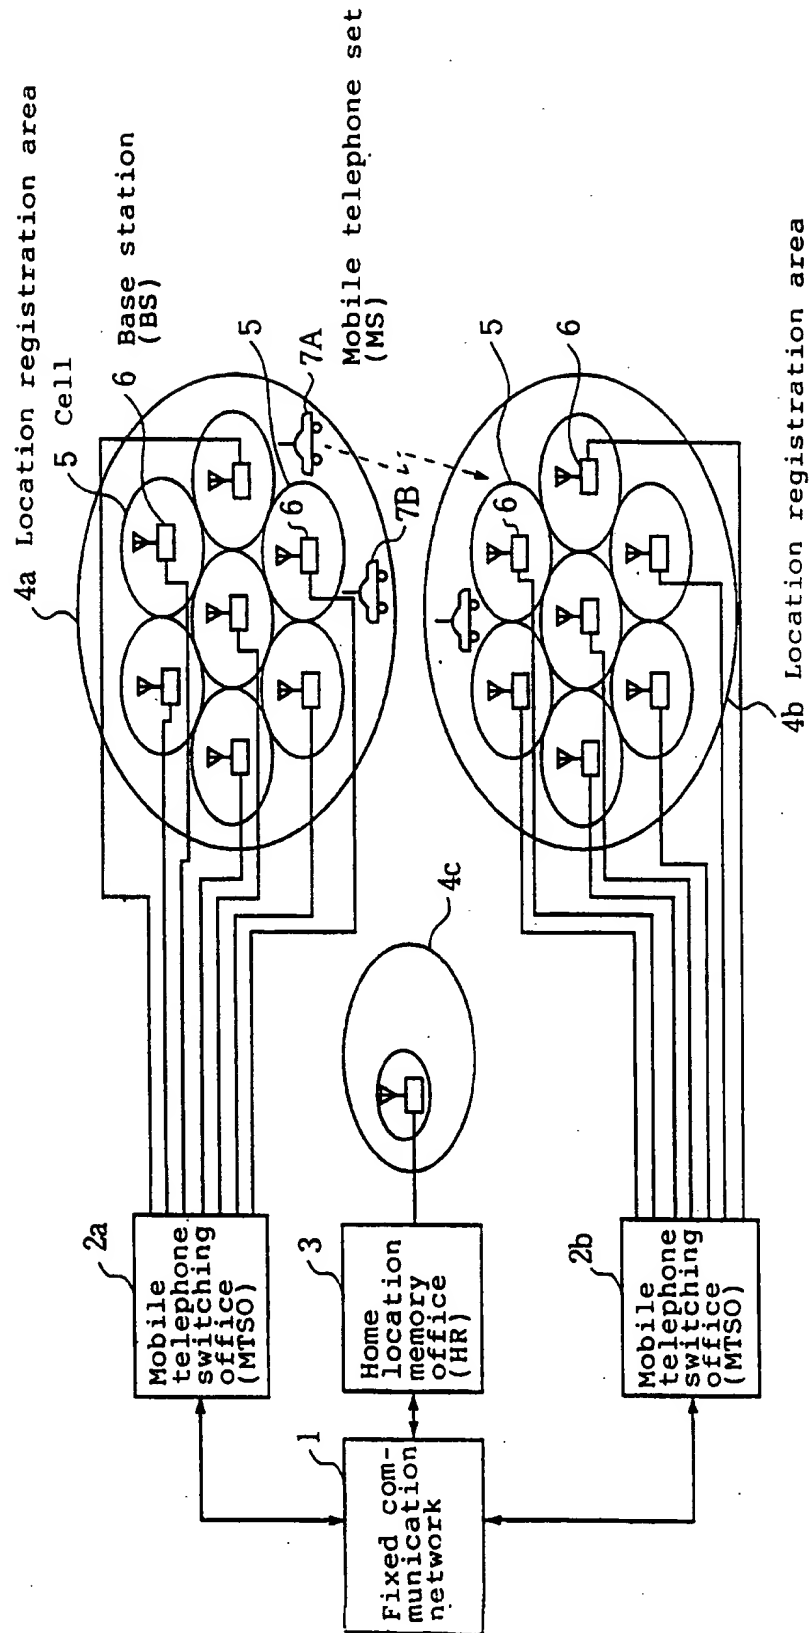 4a Location registration area
5 Cell
6 Base station
(BS)
5
7A
Mobile telephone set
(MS)
6
7B
2a
Mobile
telephone
switching
office
(MTSO)
4c
3
Home
location
memory
office
(HR)
1
Fixed com-
munication
network
5
6
6
2b
Mobile
telephone
switching
office
(MTSO)
4b Location registration area